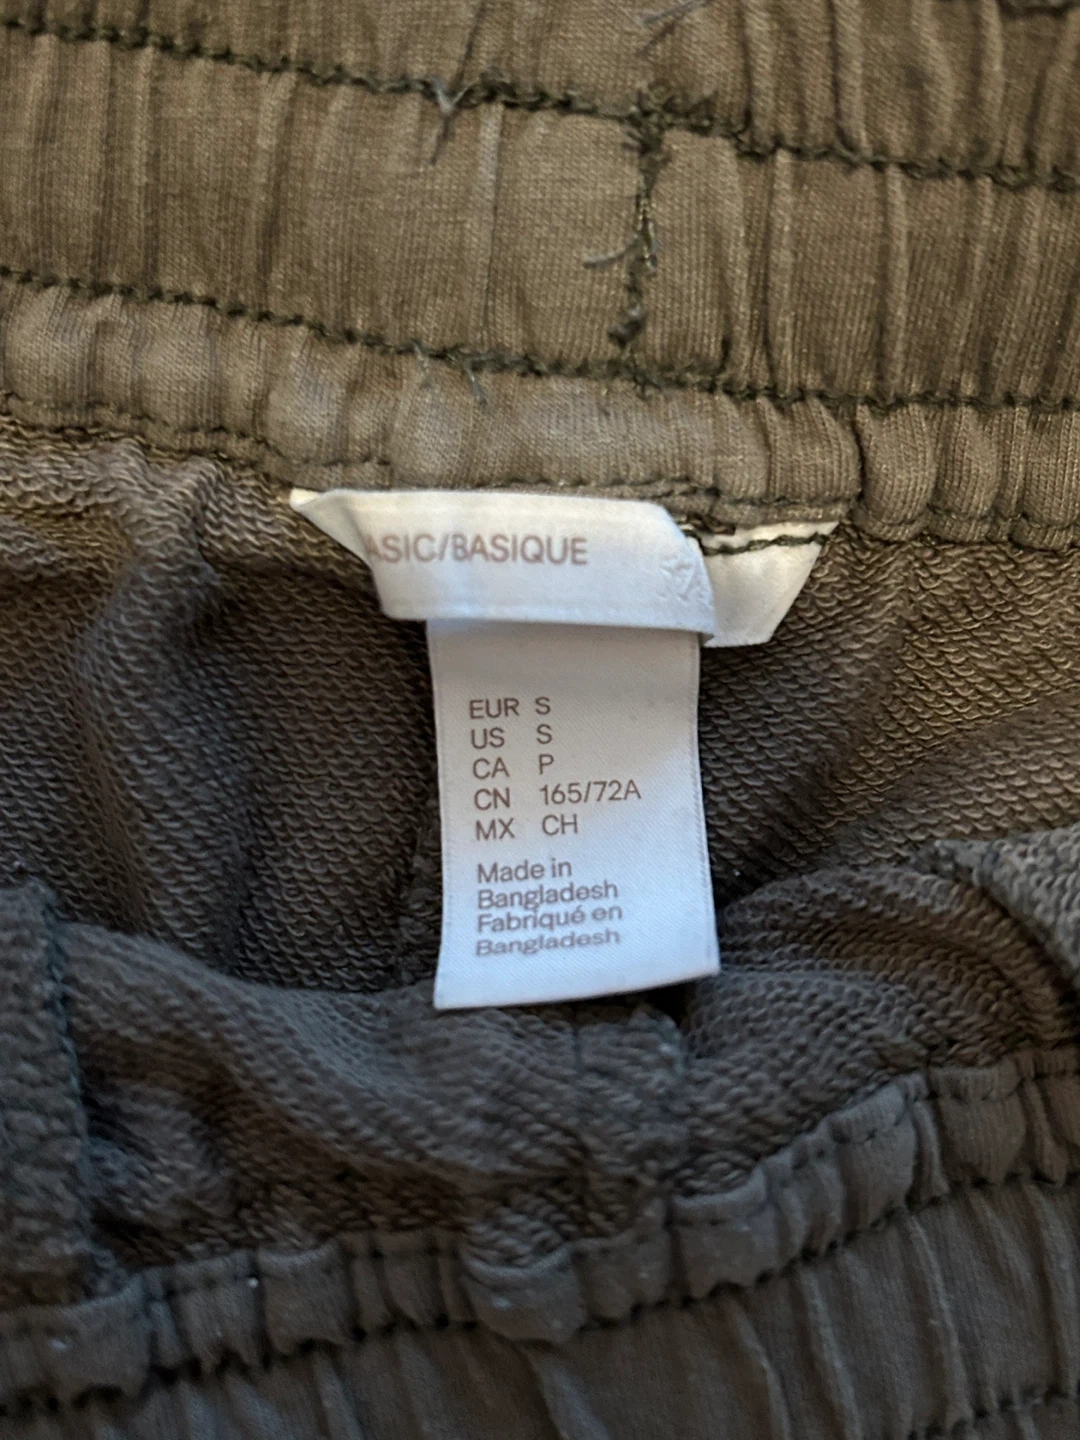 ASIC/BASIQUE
EUR S
US S
CA P
CN 165/72A
MX CH
Made in
Bangladesh
Fabriqué en
Bangladesh